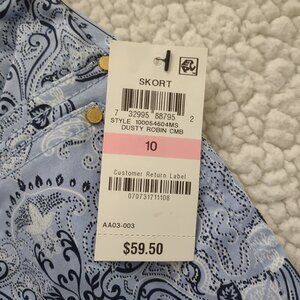 SKORT
7 32995 88795 2
STYLE 100054604MS
DUSTY ROBIN CMB
10
Customer Return Label
070731711108
AA03-003
$59.50